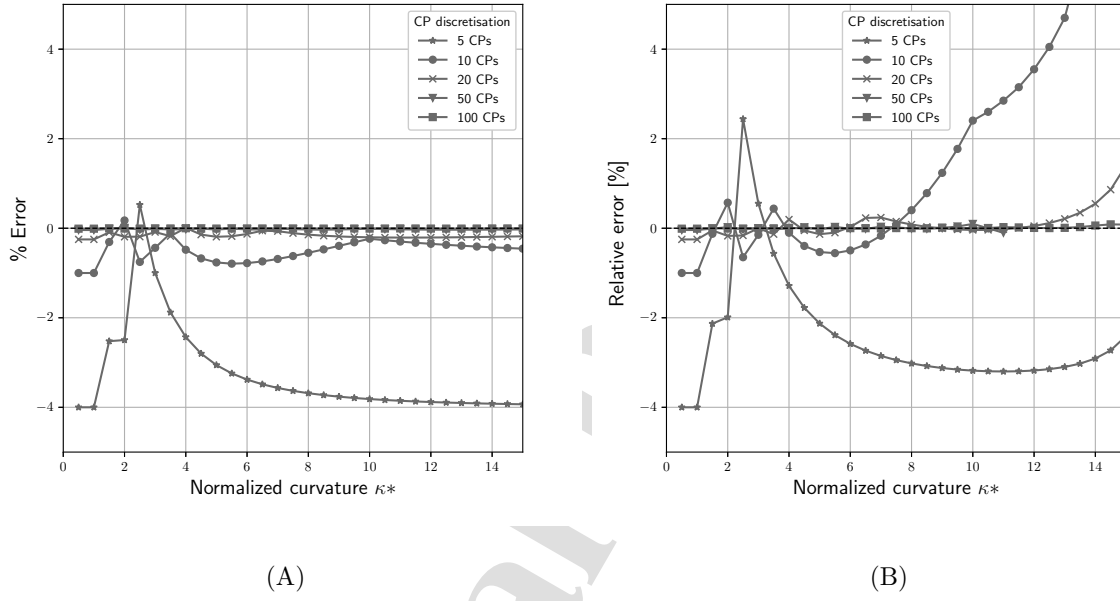 CP discretisation
5 CPs
10 CPs
20 CPs
50 CPs
100 CPs
4
2
0
−2
−4
% Error
0 2 4 6 8 10 12 14
Normalized curvature κ*
(A)
CP discretisation
5 CPs
10 CPs
20 CPs
50 CPs
100 CPs
4
2
0
−2
−4
Relative error [%]
0 2 4 6 8 10 12 14
Normalized curvature κ*
(B)